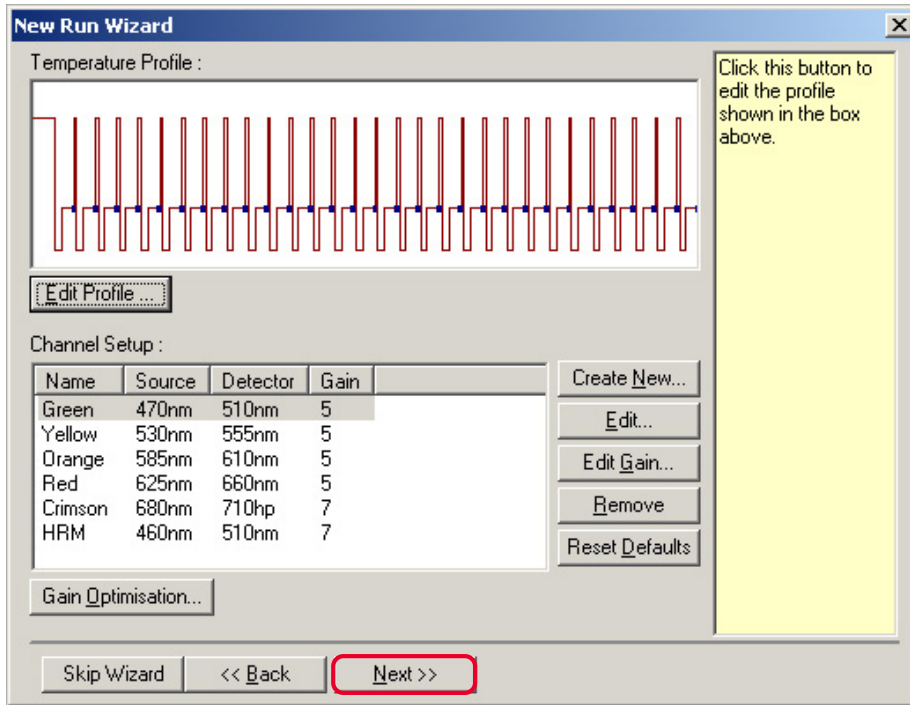 New Run Wizard
Temperature Profile :
Click this button to
edit the profile
shown in the box
above.
Edit Profile ...
Channel Setup :
Name Source Detector Gain
Green 470nm 510nm 5
Yellow 530nm 555nm 5
Orange 585nm 610nm 5
Red 625nm 660nm 5
Crimson 680nm 710hp 7
HRM 460nm 510nm 7
Create New...
Edit...
Edit Gain...
Remove
Reset Defaults
Gain Optimisation...
Skip Wizard << Back Next >>